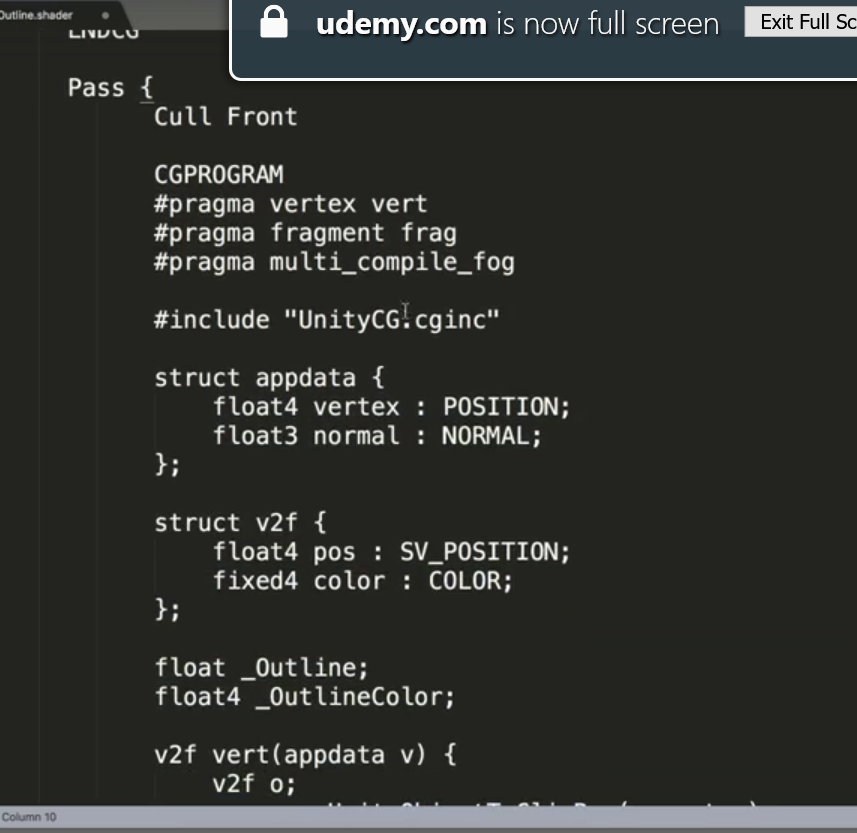 Outline.shader
udemy.com is now full screen
Exit Full Sc
ENDCG
Pass {
Cull Front
CGPROGRAM
#pragma vertex vert
#pragma fragment frag
#pragma multi_compile_fog
#include "UnityCG.cginc"
struct appdata {
float4 vertex : POSITION;
float3 normal : NORMAL;
};
struct v2f {
float4 pos : SV_POSITION;
fixed4 color : COLOR;
};
float _Outline;
float4 _OutlineColor;
v2f vert(appdata v) {
v2f o;
Column 10